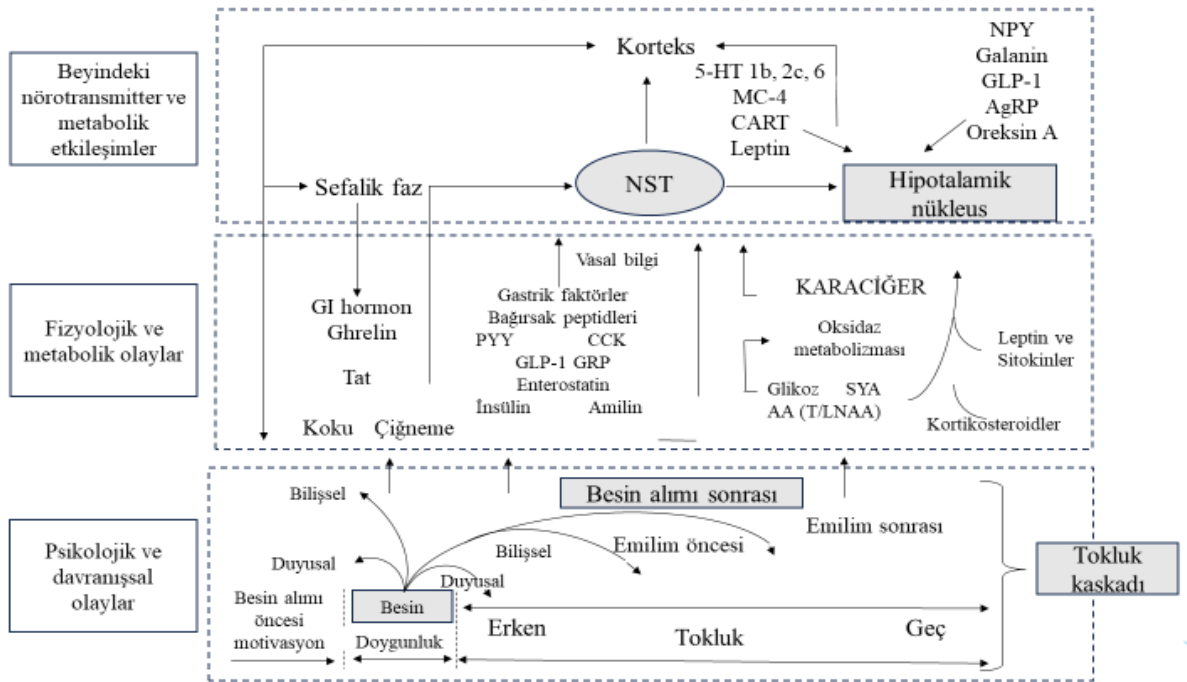 Beyindeki
nörotransmitter ve
metabolik
etkileşimler
Korteks
5-HT 1b, 2c, 6
MC-4
CART
Leptin
NPY
Galanin
GLP-1
AgRP
Oreksin A
Sefalik faz
NST
Hipotalamik
nükleus
Fizyolojik ve
metabolik olaylar
GI hormon
Ghrelin
Tat
Koku Çiğneme
Vasal bilgi
Gastrik faktörler
Bağırsak peptidleri
PYY CCK
GLP-1 GRP
Enterostatin
İnsülin Amilin
KARACİĞER
Oksidaz
metabolizması
Glikoz SYA
AA (T/LNAA)
Leptin ve
Sitokinler
Kortikösteroidler
Psikolojik ve
davranışsal
olaylar
Bilişsel
Duyusal
Besin alımı
öncesi
motivasyon
Besin
Doygunluk
Besin alımı sonrası
Bilişsel
Duyusal
Emilim öncesi
Emilim sonrası
Erken
Tokluk
Geç
Tokluk
kaskadı